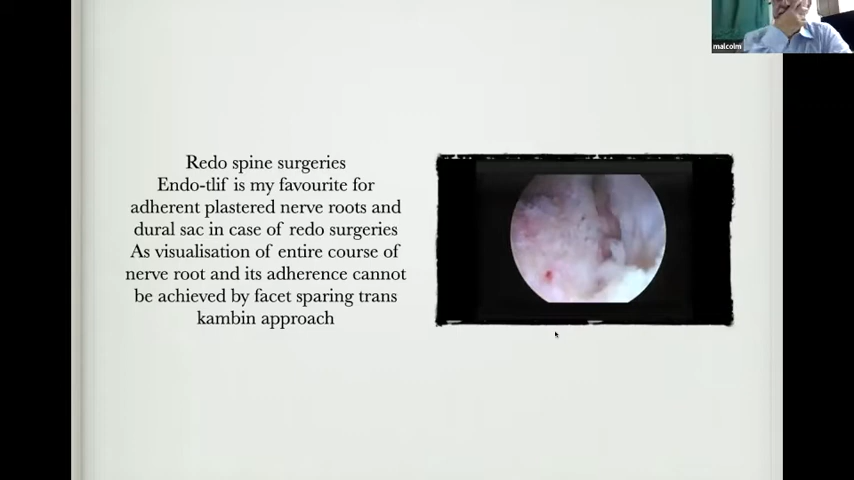 malcolm
Redo spine surgeries
Endo-tlif is my favourite for
adherent plastered nerve roots and
dural sac in case of redo surgeries
As visualisation of entire course of
nerve root and its adherence cannot
be achieved by facet sparing trans
kambin approach